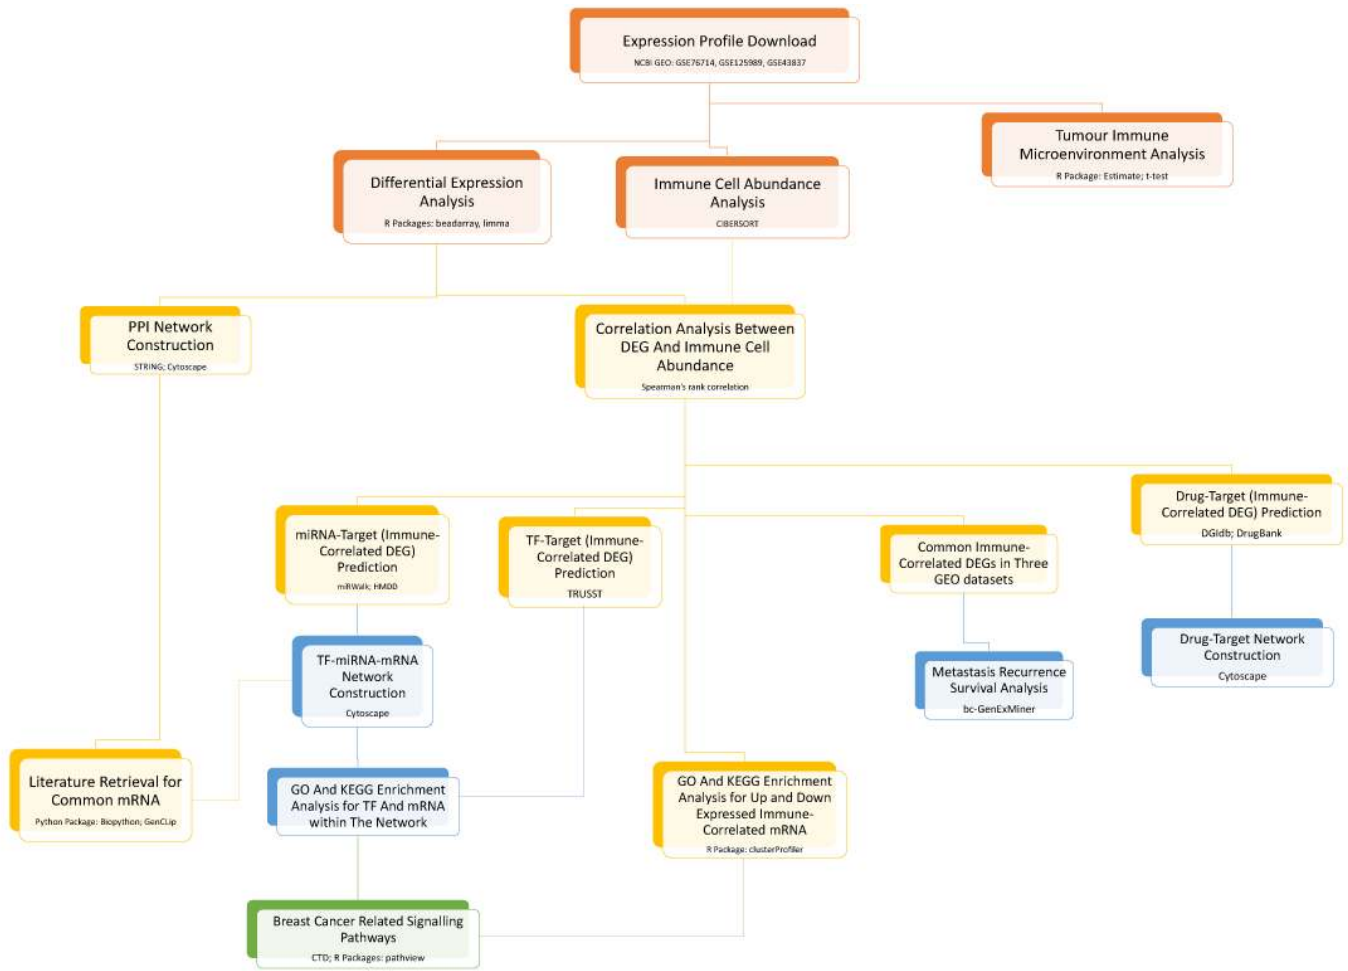 Expression Profile Download
NCBI GEO: GSE76714, GSE125989, GSE43837
Tumour Immune
Microenvironment Analysis
R Package: Estimate; t-test
Differential Expression
Analysis
R Packages: beadarray, limma
Immune Cell Abundance
Analysis
CIBERSORT
PPI Network
Construction
STRING; Cytoscape
Correlation Analysis Between
DEG And Immune Cell
Abundance
Spearman's rank correlation
Drug-Target (Immune-
Correlated DEG) Prediction
DGIdb; DrugBank
miRNA-Target (Immune-
Correlated DEG)
Prediction
miRWalk; HMDD
TF-Target (Immune-
Correlated DEG)
Prediction
TRUSST
Common Immune-
Correlated DEGs in Three
GEO datasets
Drug-Target Network
Construction
Cytoscape
TF-miRNA-mRNA
Network
Construction
Cytoscape
Metastasis Recurrence
Survival Analysis
bc-GenExMiner
Literature Retrieval for
Common mRNA
Python Package: Biopython; GenCLip
GO And KEGG Enrichment
Analysis for TF And mRNA
within The Network
GO And KEGG Enrichment
Analysis for Up and Down
Expressed Immune-
Correlated mRNA
R Package: clusterProfiler
Breast Cancer Related Signalling
Pathways
CTD; R Packages: pathview